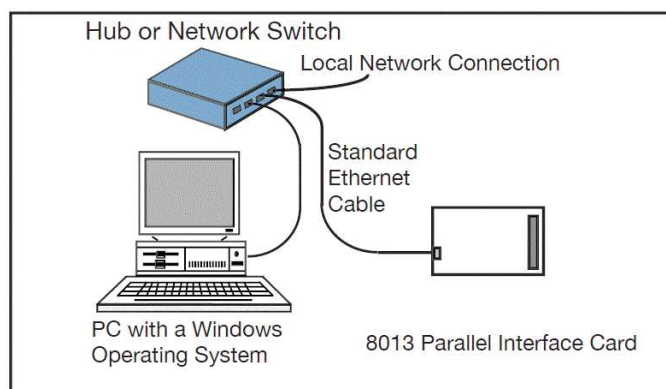 Hub or Network Switch
Local Network Connection
Standard
Ethernet
Cable
PC with a Windows
Operating System
8013 Parallel Interface Card